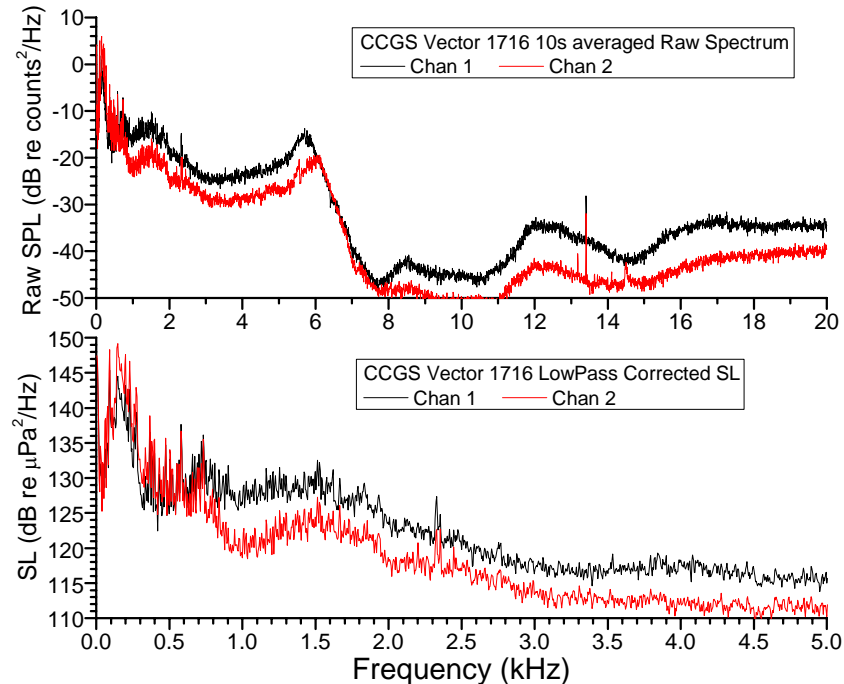 Raw SPL (dB re counts²/Hz)
10
0
-10
-20
-30
-40
-50
CCGS Vector 1716 10s averaged Raw Spectrum
Chan 1 Chan 2
0 2 4 6 8 10 12 14 16 18 20
SL (dB re μPa²/Hz)
150
145
140
135
130
125
120
115
110
CCGS Vector 1716 LowPass Corrected SL
Chan 1 Chan 2
0.0 0.5 1.0 1.5 2.0 2.5 3.0 3.5 4.0 4.5 5.0
Frequency (kHz)